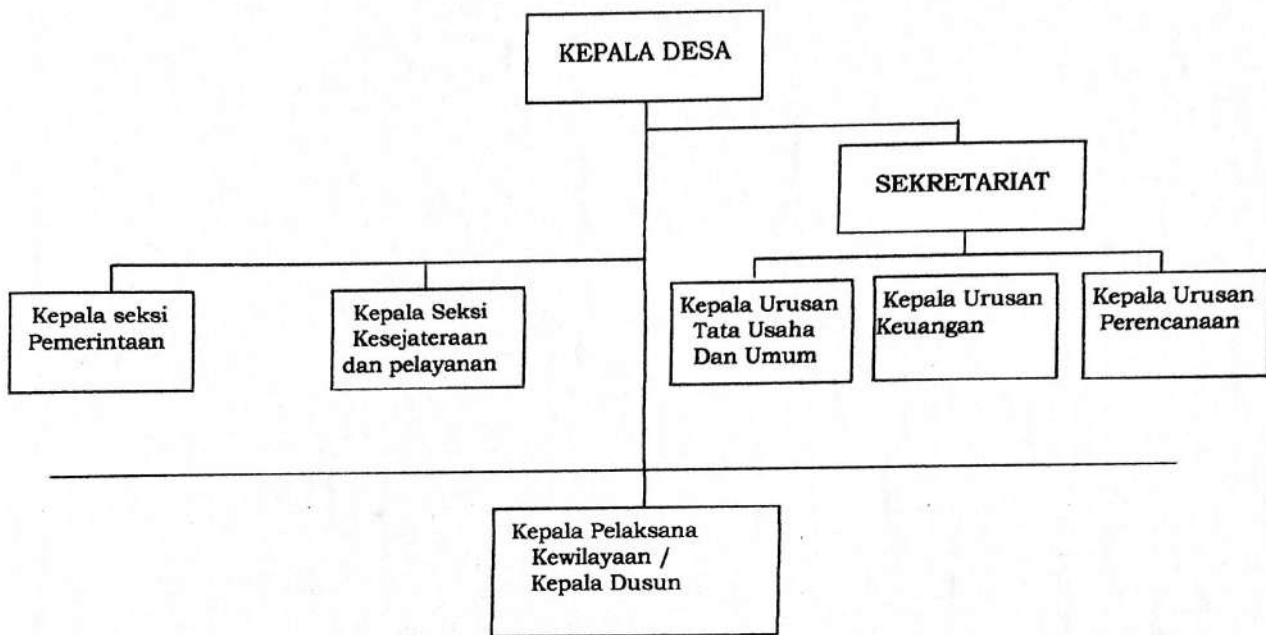 KEPALA DESA
SEKRETARIAT
Kepala seksi
Pemerintaan
Kepala Seksi
Kesejateraan
dan pelayanan
Kepala Urusan
Tata Usaha
Dan Umum
Kepala Urusan
Keuangan
Kepala Urusan
Perencanaan
Kepala Pelaksana
Kewilayaan /
Kepala Dusun